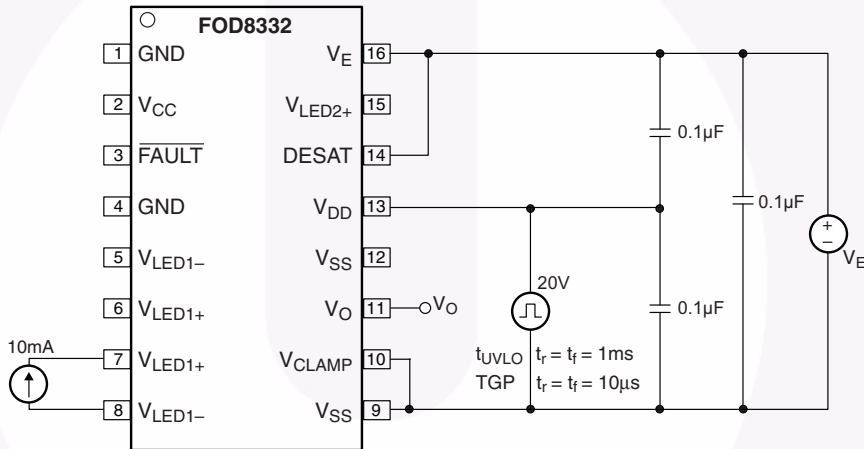 FOD8332
1 GND
2 VCC
3 FAULT
4 GND
5 VLED1–
6 VLED1+
7 VLED1+
8 VLED1–
VE 16
VLED2+ 15
DESAT 14
VDD 13
VSS 12
VO 11
VCLAMP 10
VSS 9
10mA
VO
20V
tUVLO tr = tf = 1ms
TGP tr = tf = 10μs
0.1μF
0.1μF
0.1μF
+
–
VE